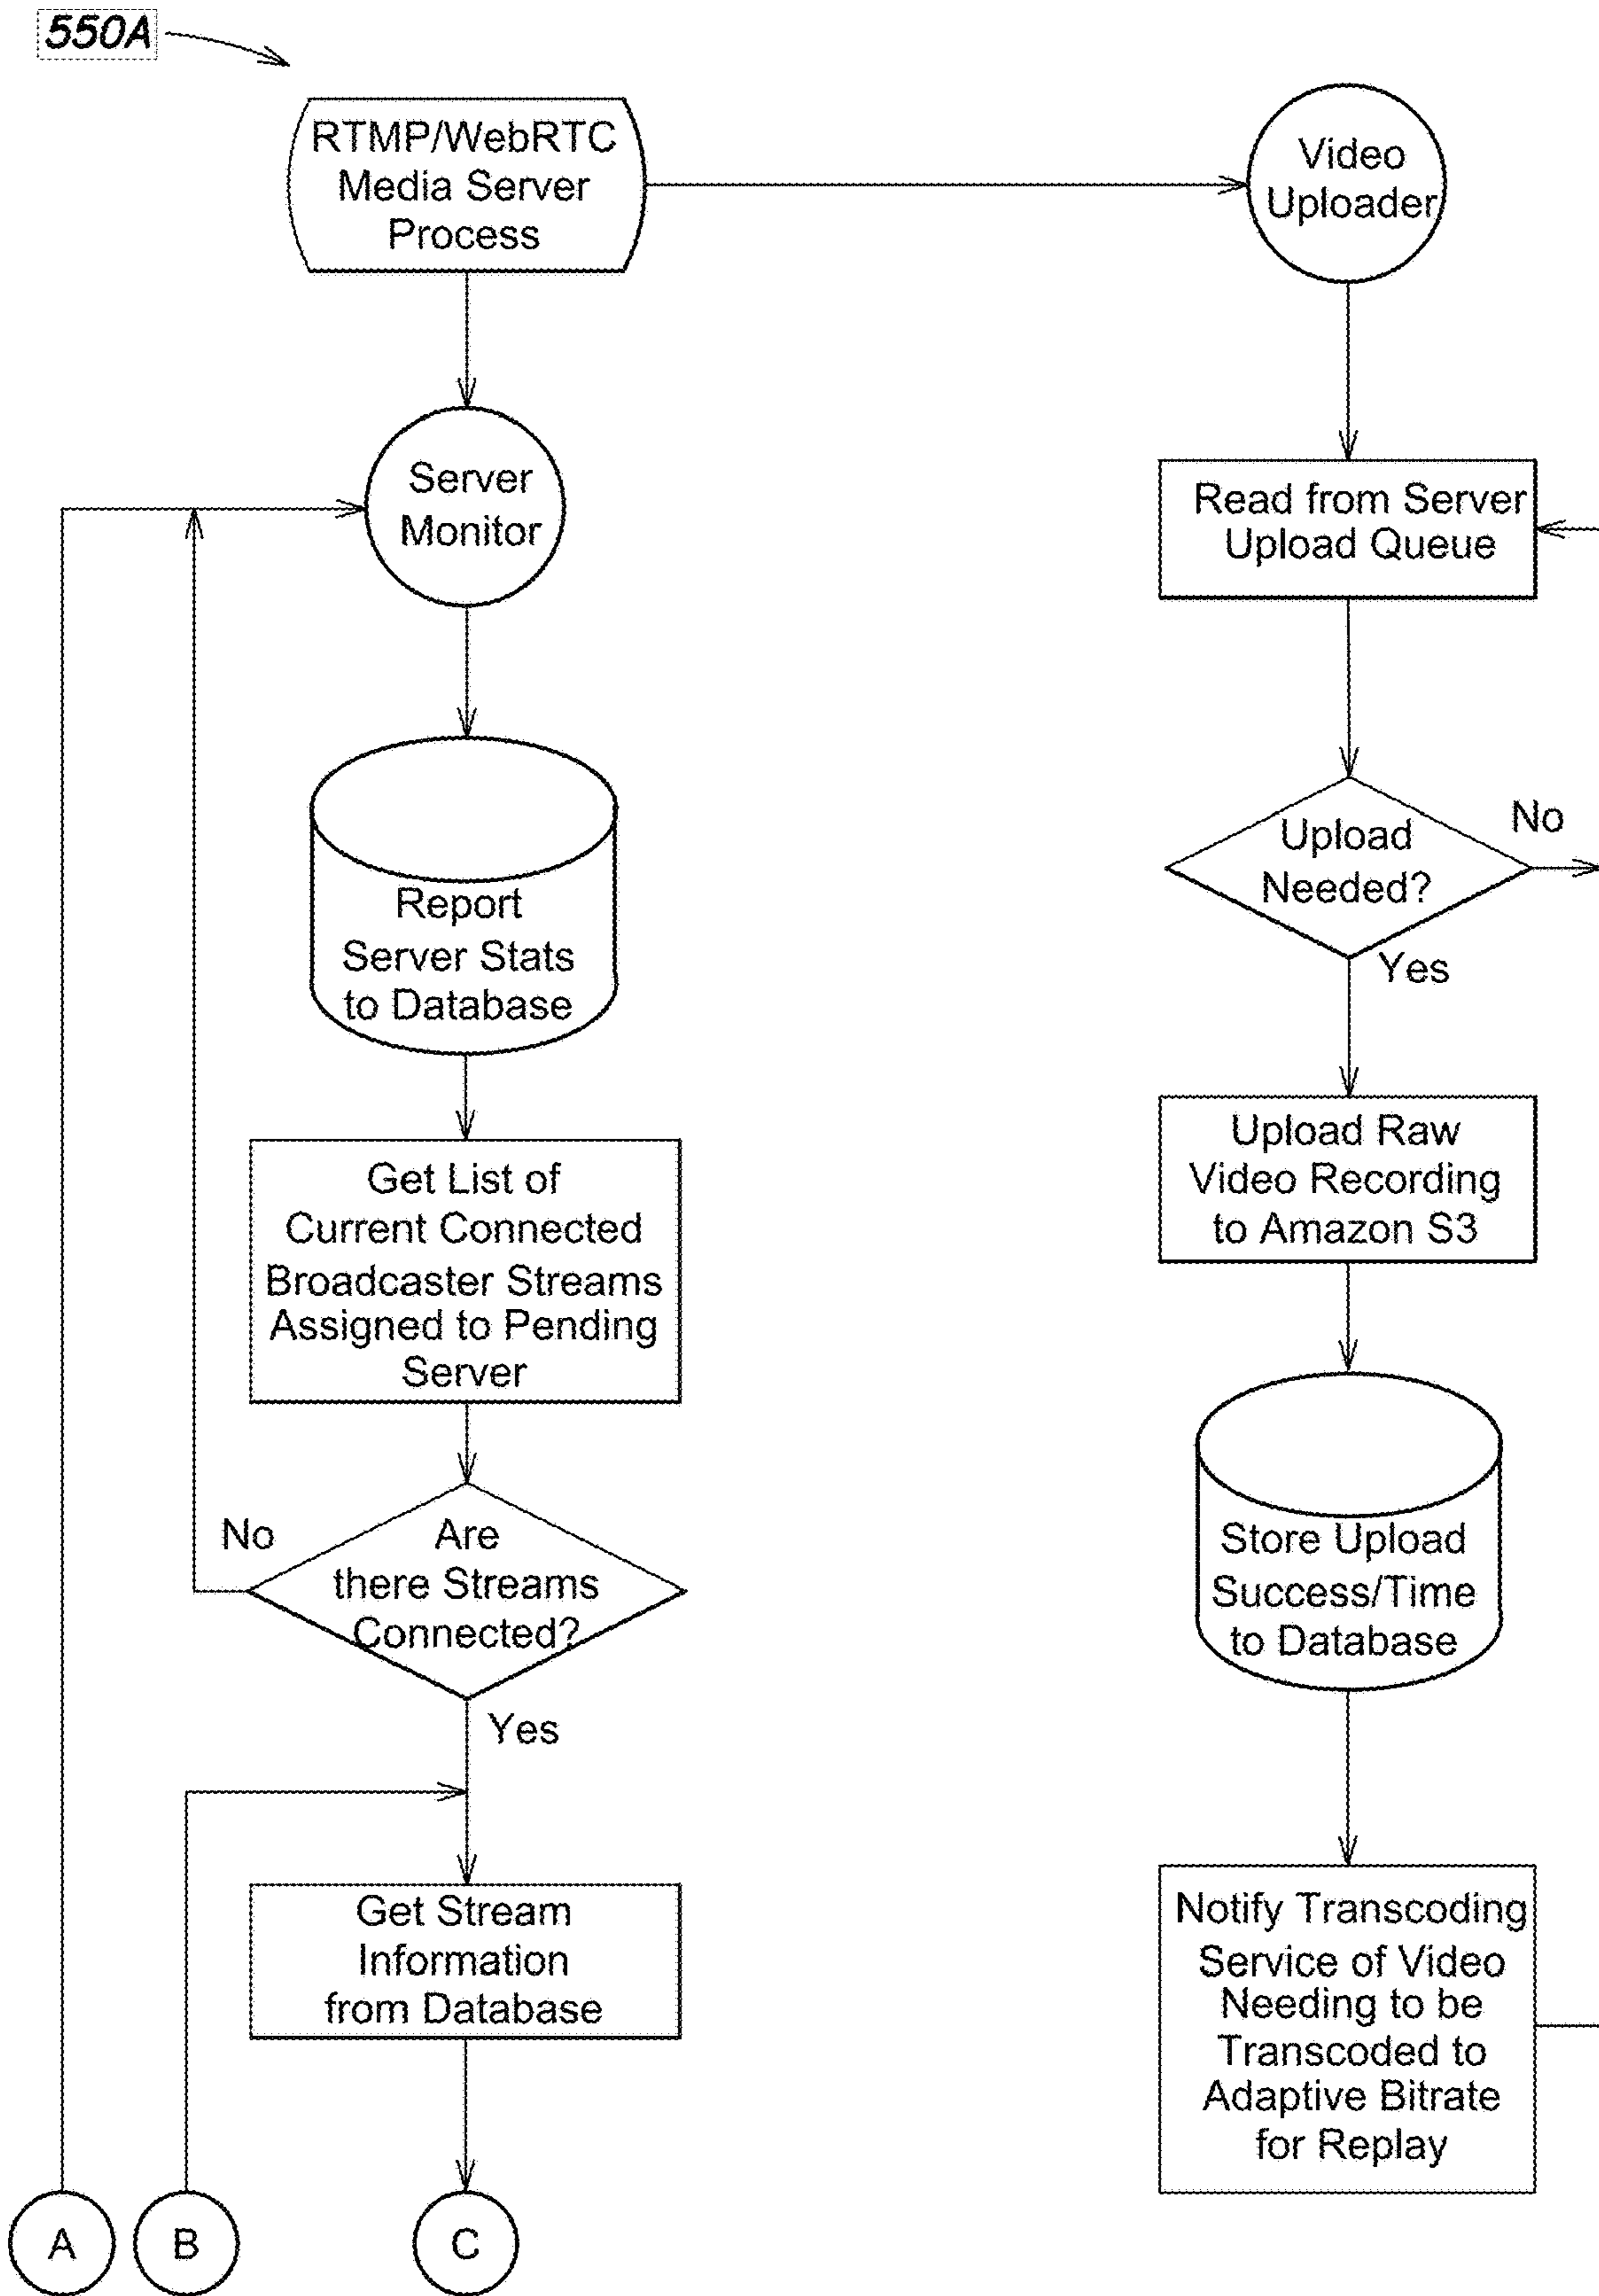 550A
RTMP/WebRTC
Media Server
Process
Video
Uploader
Server
Monitor
Read from Server
Upload Queue
Report
Server Stats
to Database
Upload
Needed?
No
Yes
Get List of
Current Connected
Broadcaster Streams
Assigned to Pending
Server
Upload Raw
Video Recording
to Amazon S3
No
Are
there Streams
Connected?
Yes
Store Upload
Success/Time
to Database
Get Stream
Information
from Database
Notify Transcoding
Service of Video
Needing to be
Transcoded to
Adaptive Bitrate
for Replay
A
B
C